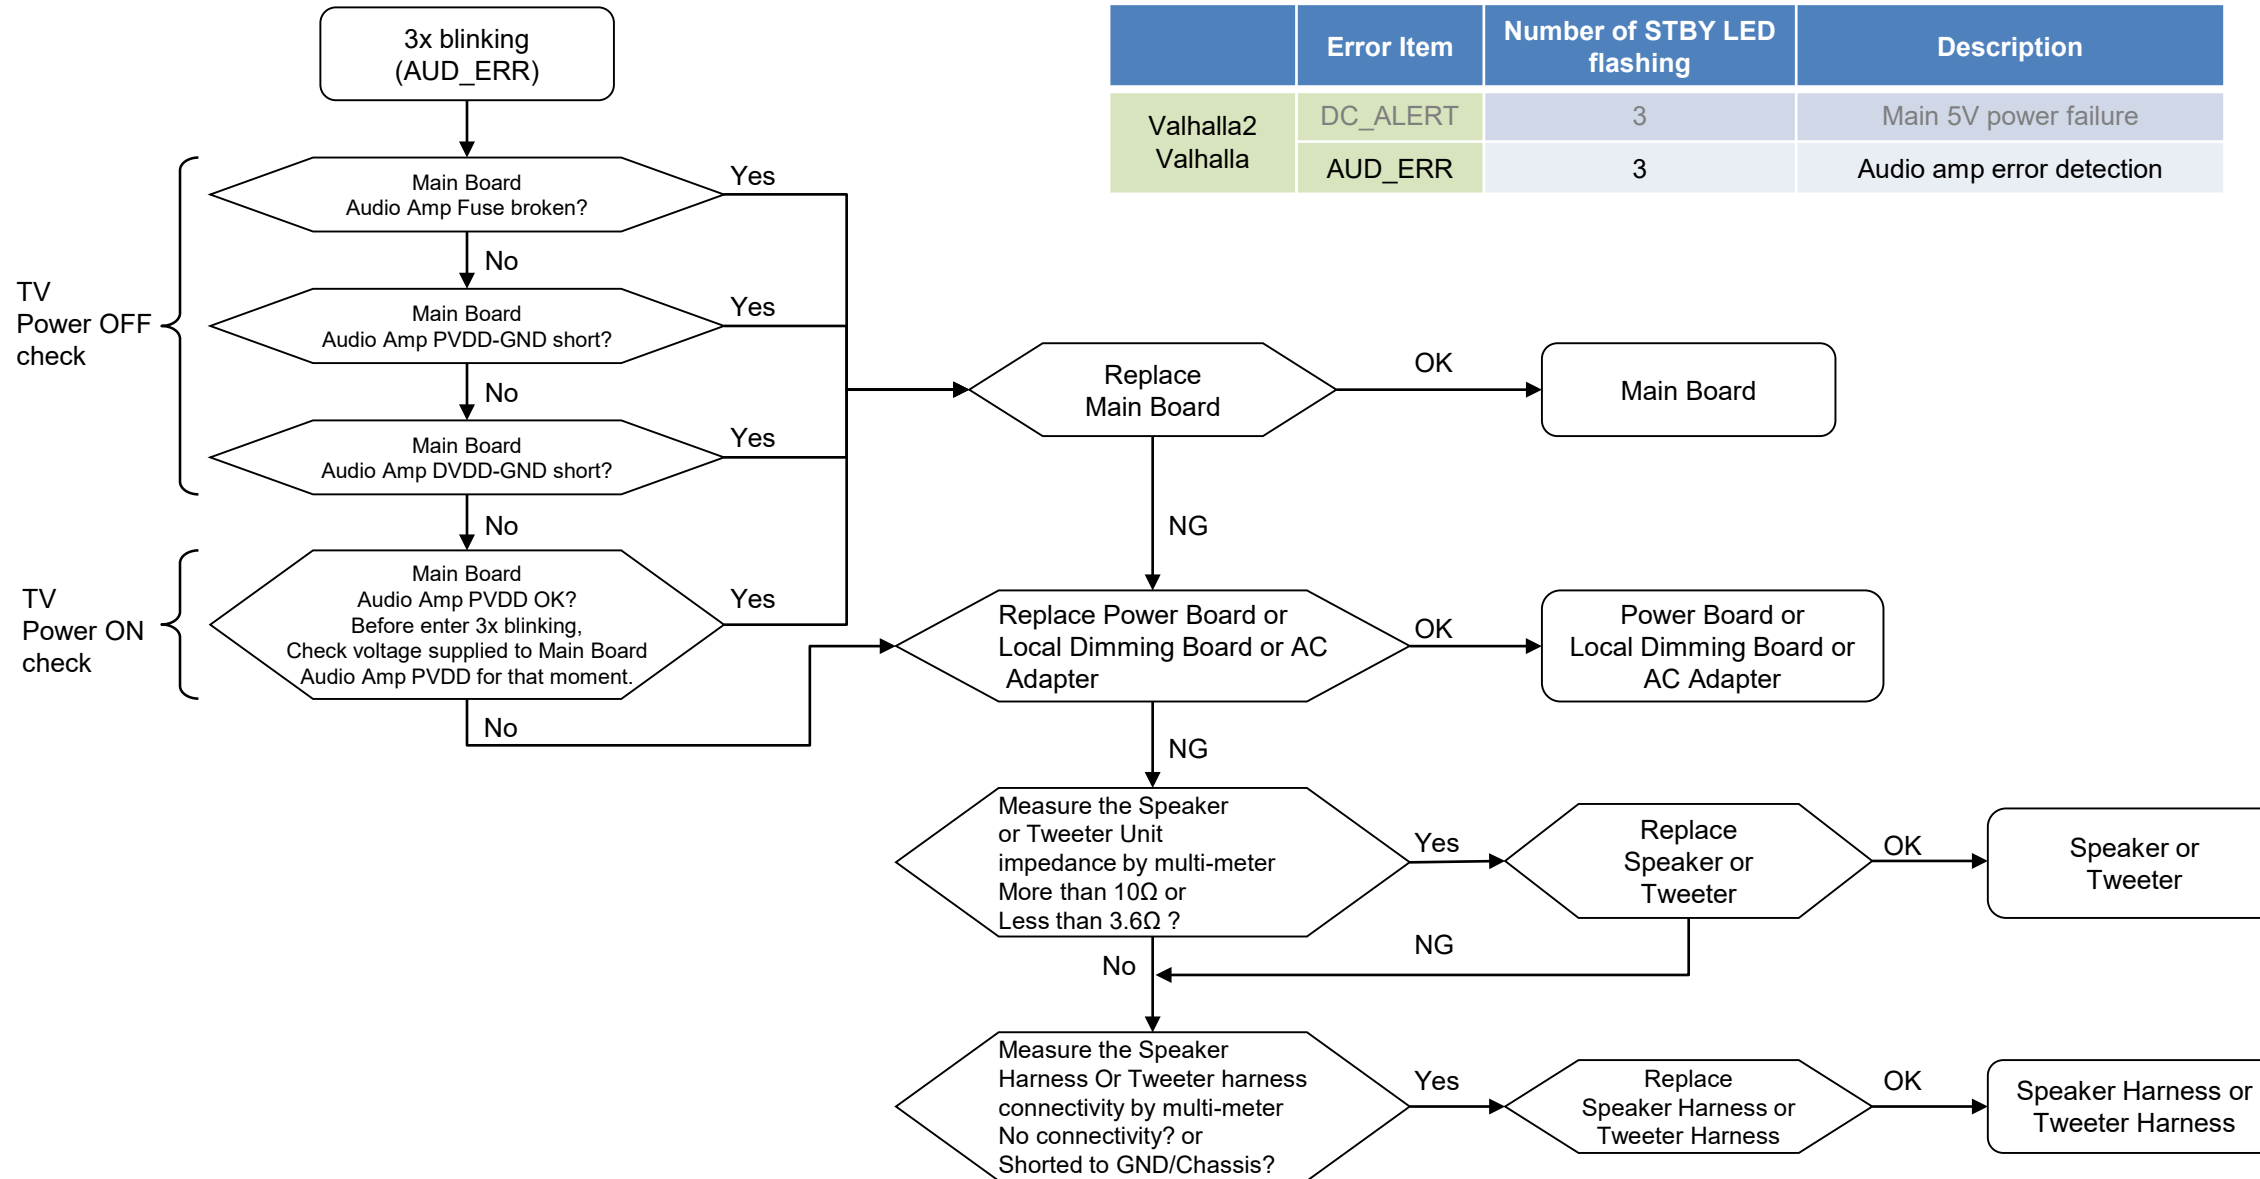 3x blinking
(AUD_ERR)
Error Item
Number of STBY LED
flashing
Description
Valhalla2
Valhalla
DC_ALERT
3
Main 5V power failure
AUD_ERR
3
Audio amp error detection
TV
Power OFF
check
Main Board
Audio Amp Fuse broken?
Yes
No
Main Board
Audio Amp PVDD-GND short?
Yes
No
Main Board
Audio Amp DVDD-GND short?
Yes
No
TV
Power ON
check
Main Board
Audio Amp PVDD OK?
Before enter 3x blinking,
Check voltage supplied to Main Board
Audio Amp PVDD for that moment.
Yes
No
Replace
Main Board
OK
Main Board
NG
Replace Power Board or
Local Dimming Board or AC
Adapter
OK
Power Board or
Local Dimming Board or
AC Adapter
NG
Measure the Speaker
or Tweeter Unit
impedance by multi-meter
More than 10Ω or
Less than 3.6Ω ?
Yes
Replace
Speaker or
Tweeter
OK
Speaker or
Tweeter
NG
No
Measure the Speaker
Harness Or Tweeter harness
connectivity by multi-meter
No connectivity? or
Shorted to GND/Chassis?
Yes
Replace
Speaker Harness or
Tweeter Harness
OK
Speaker Harness or
Tweeter Harness